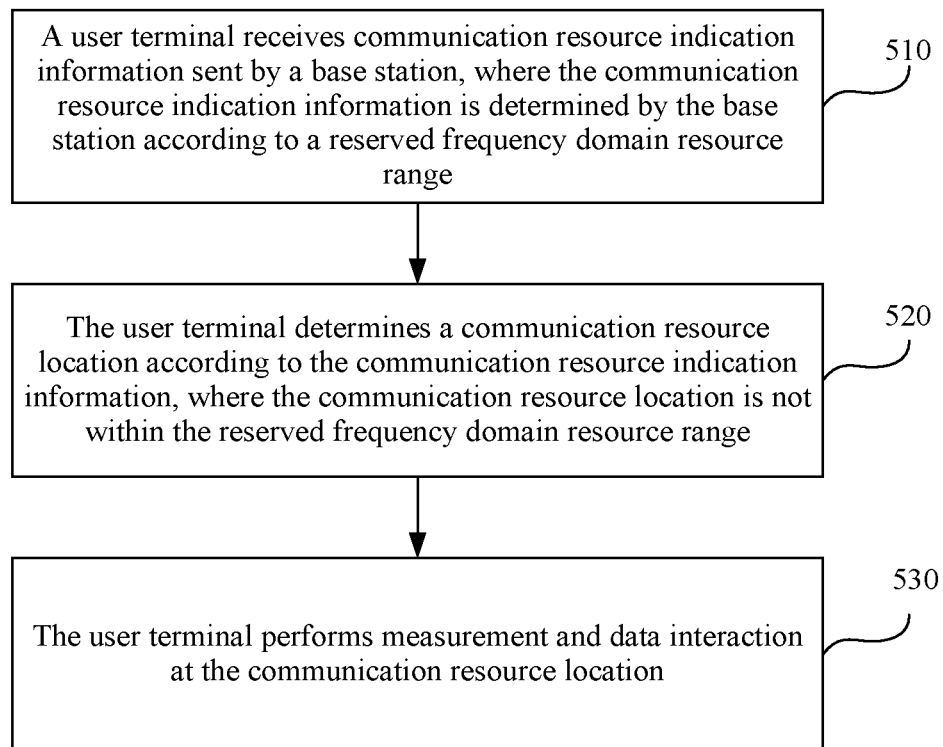 A user terminal receives communication resource indication
information sent by a base station, where the communication
resource indication information is determined by the base
station according to a reserved frequency domain resource
range
510
The user terminal determines a communication resource
location according to the communication resource indication
information, where the communication resource location is not
within the reserved frequency domain resource range
520
The user terminal performs measurement and data interaction
at the communication resource location
530